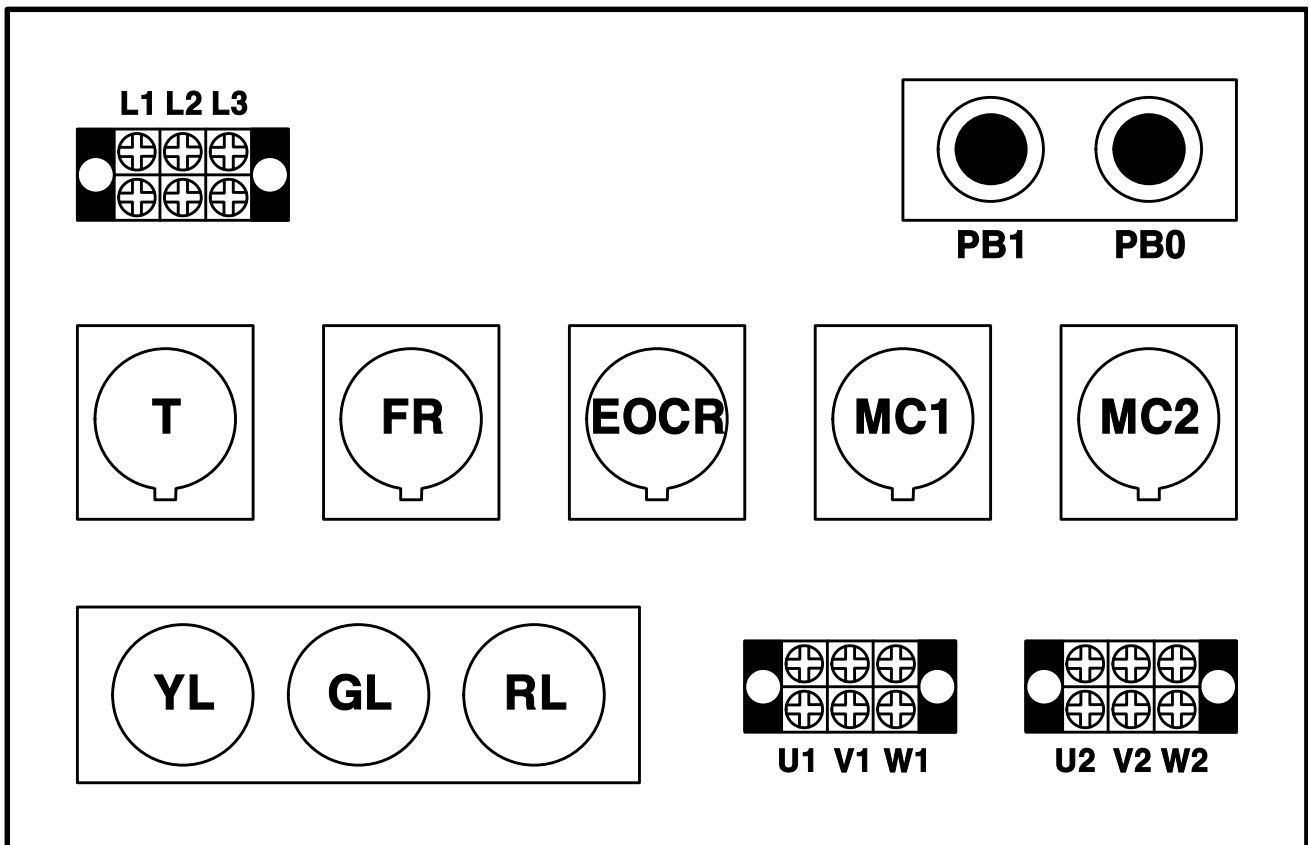 L1 L2 L3
PB1 PB0
T FR EOCR MC1 MC2
YL GL RL
U1 V1 W1 U2 V2 W2